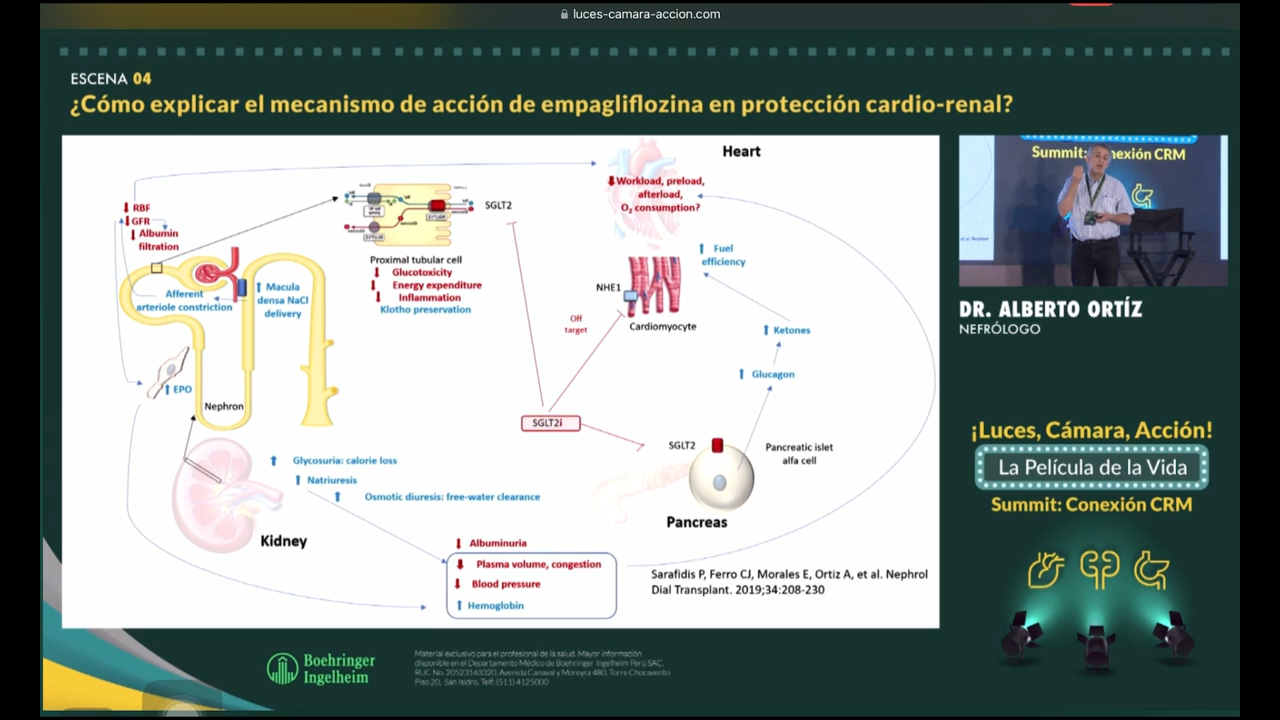 luces-camara-accion.com
ESCENA 04
¿Cómo explicar el mecanismo de acción de empagliflozina en protección cardio-renal?
Heart
Workload, preload,
afterload,
O₂ consumption?
RBF
GFR
Albumin
filtration
SGLT2
Fuel
efficiency
Proximal tubular cell
Glucotoxicity
Energy expenditure
Inflammation
Klotho preservation
Afferent
arteriole constriction
Macula
densa NaCl
delivery
NHE1
Cardiomyocyte
Off
target
Ketones
Glucagon
EPO
Nephron
SGLT2i
SGLT2
Pancreatic islet
alfa cell
Glycosuria: calorie loss
Natriuresis
Osmotic diuresis: free-water clearance
Pancreas
Kidney
Albuminuria
Plasma volume, congestion
Blood pressure
Hemoglobin
Sarafidis P, Ferro CJ, Morales E, Ortiz A, et al. Nephrol
Dial Transplant. 2019;34:208-230
Summit: Conexión CRM
DR. ALBERTO ORTÍZ
NEFRÓLOGO
¡Luces, Cámara, Acción!
La Película de la Vida
Summit: Conexión CRM
Boehringer
Ingelheim
Material exclusivo para el profesional de la salud. Mayor información
disponible en el Departamento Médico de Boehringer Ingelheim Perú SAC.
RUC No. 20523163320. Avenida Canaval y Moreyra 480, Torre Chocavento
Piso 20, San Isidro. Telf: (511) 4125000